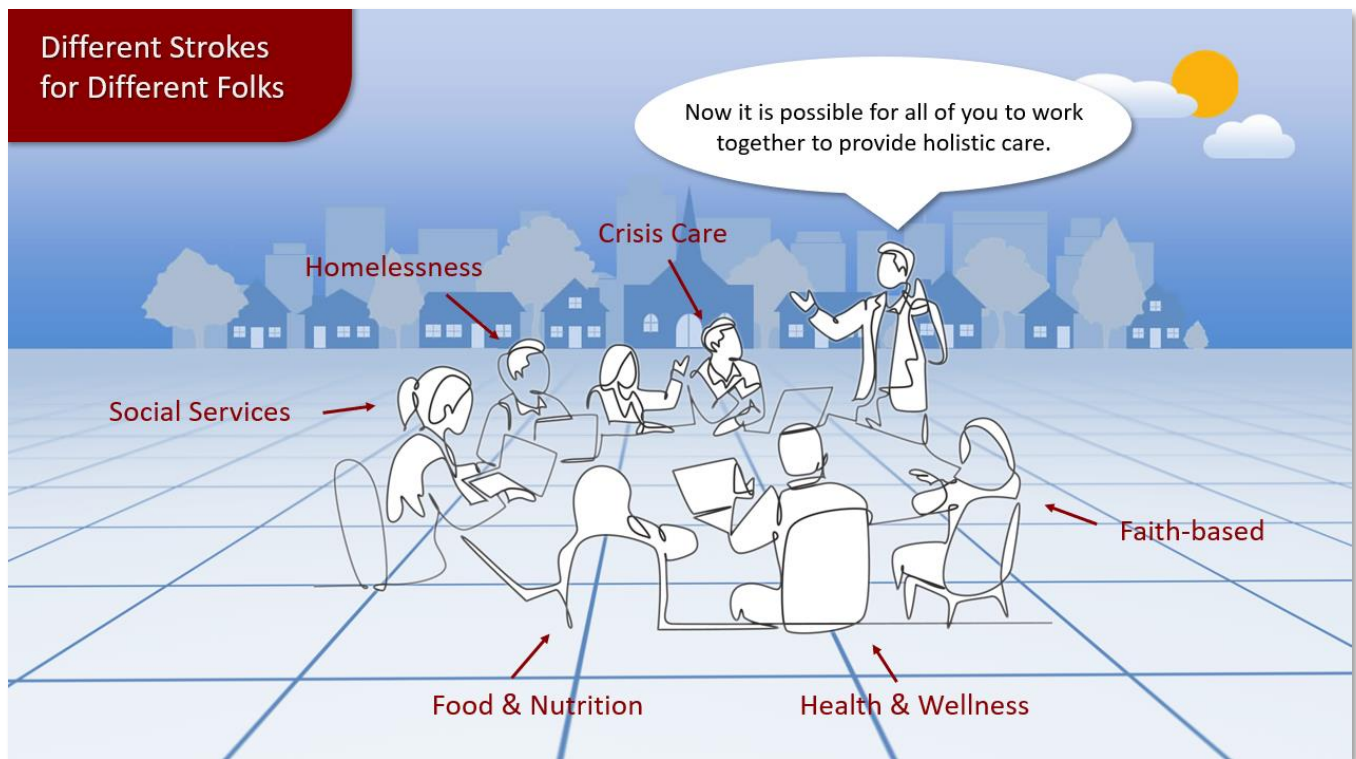 Different Strokes
for Different Folks
Now it is possible for all of you to work
together to provide holistic care.
Crisis Care
Homelessness
Social Services
Faith-based
Food & Nutrition
Health & Wellness